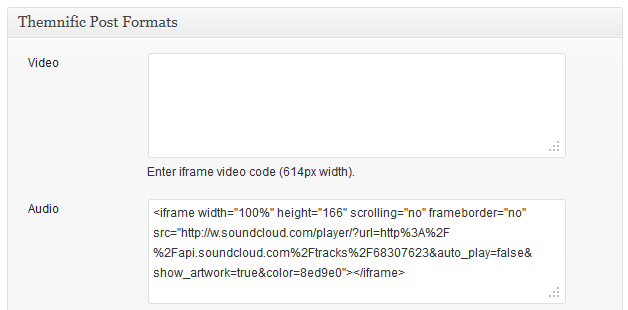 Themnific Post Formats
Video
Enter iframe video code (614px width).
Audio
<iframe width="100%" height="166" scrolling="no" frameborder="no"
src="http://w.soundcloud.com/player/?url=http%3A%2F
%2Fapi.soundcloud.com%2Ftracks%2F68307623&auto_play=false&
show_artwork=true&color=8ed9e0"></iframe>